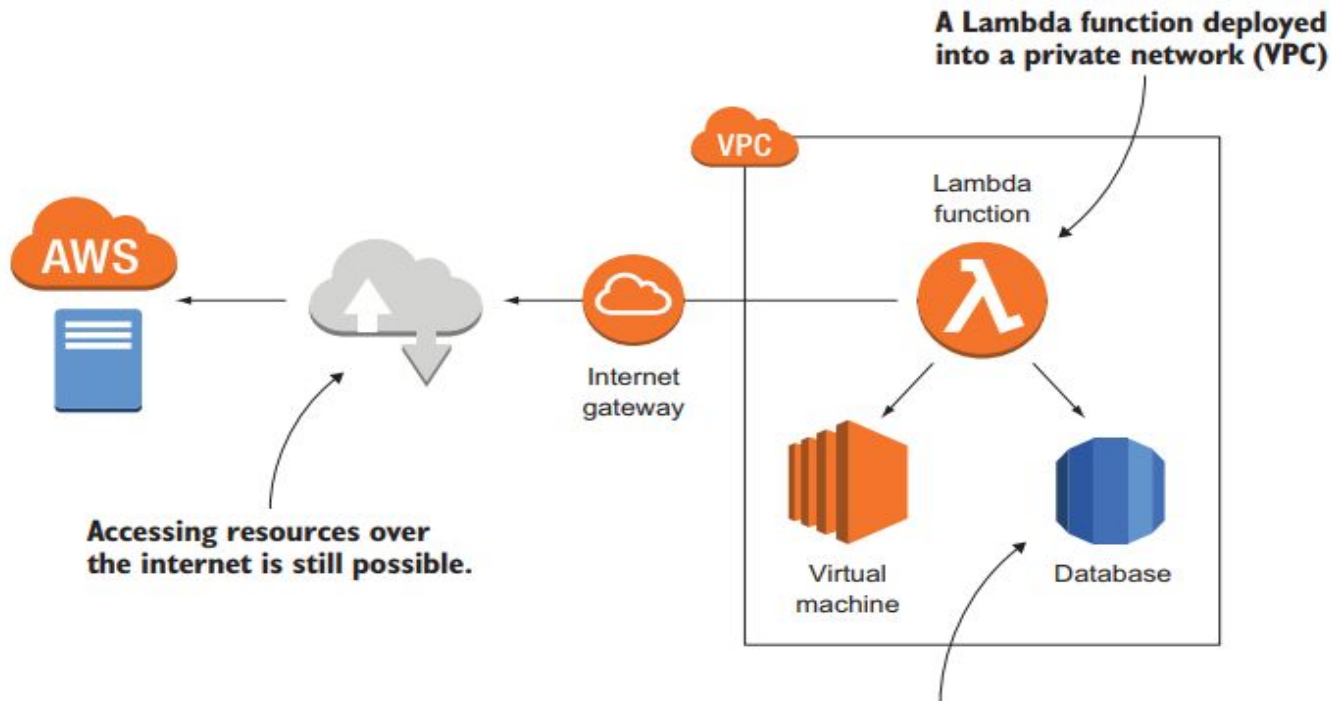 A Lambda function deployed
into a private network (VPC)
VPC
Lambda
function
AWS
Internet
gateway
Accessing resources over
the internet is still possible.
Virtual
machine
Database